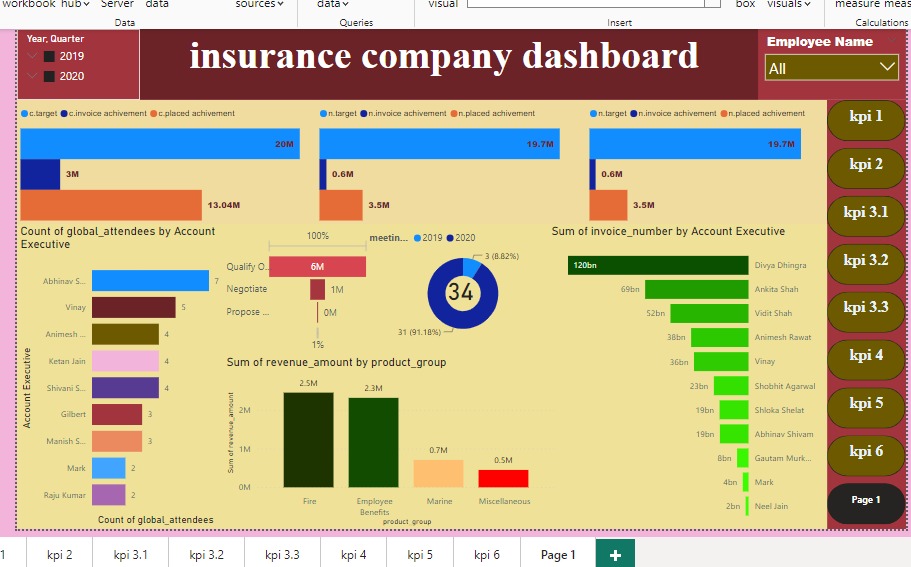 workbook hub Server data sources data visual box visuals measure meas
Data Queries Insert Calculations
Year, Quarter
2019
2020
insurance company dashboard
Employee Name
All
c.target c.invoice achivement c.placed achivement
20M
3M
13.04M
n.target n.invoice achivement n.placed achivement
19.7M
0.6M
3.5M
n.target n.invoice achivement n.placed achivement
19.7M
0.6M
3.5M
kpi 1
kpi 2
kpi 3.1
kpi 3.2
kpi 3.3
kpi 4
kpi 5
kpi 6
Page 1
Count of global_attendees by Account
Executive
Account Executive
Abhinav S... 7
Vinay 5
Animesh ... 4
Ketan Jain 4
Shivani S... 4
Gilbert 3
Manish S... 3
Mark 2
Raju Kumar 2
Count of global_attendees
100%
Qualify O... 6M
Negotiate 1M
Propose ... 0M
1%
meetin... 2019 2020
3 (8.82%)
34
31 (91.18%)
Sum of revenue_amount by product_group
Sum of revenue_amount
2M
1M
0M
2.5M
2.3M
0.7M
0.5M
Fire
Employee
Benefits
Marine
Miscellaneous
product_group
Sum of invoice_number by Account Executive
120bn Divya Dhingra
69bn Ankita Shah
52bn Vidit Shah
38bn Animesh Rawat
36bn Vinay
23bn Shobhit Agarwal
19bn Shloka Shelat
19bn Abhinav Shivam
8bn Gautam Murk...
4bn Mark
2bn Neel Jain
1 kpi 2 kpi 3.1 kpi 3.2 kpi 3.3 kpi 4 kpi 5 kpi 6 Page 1 +